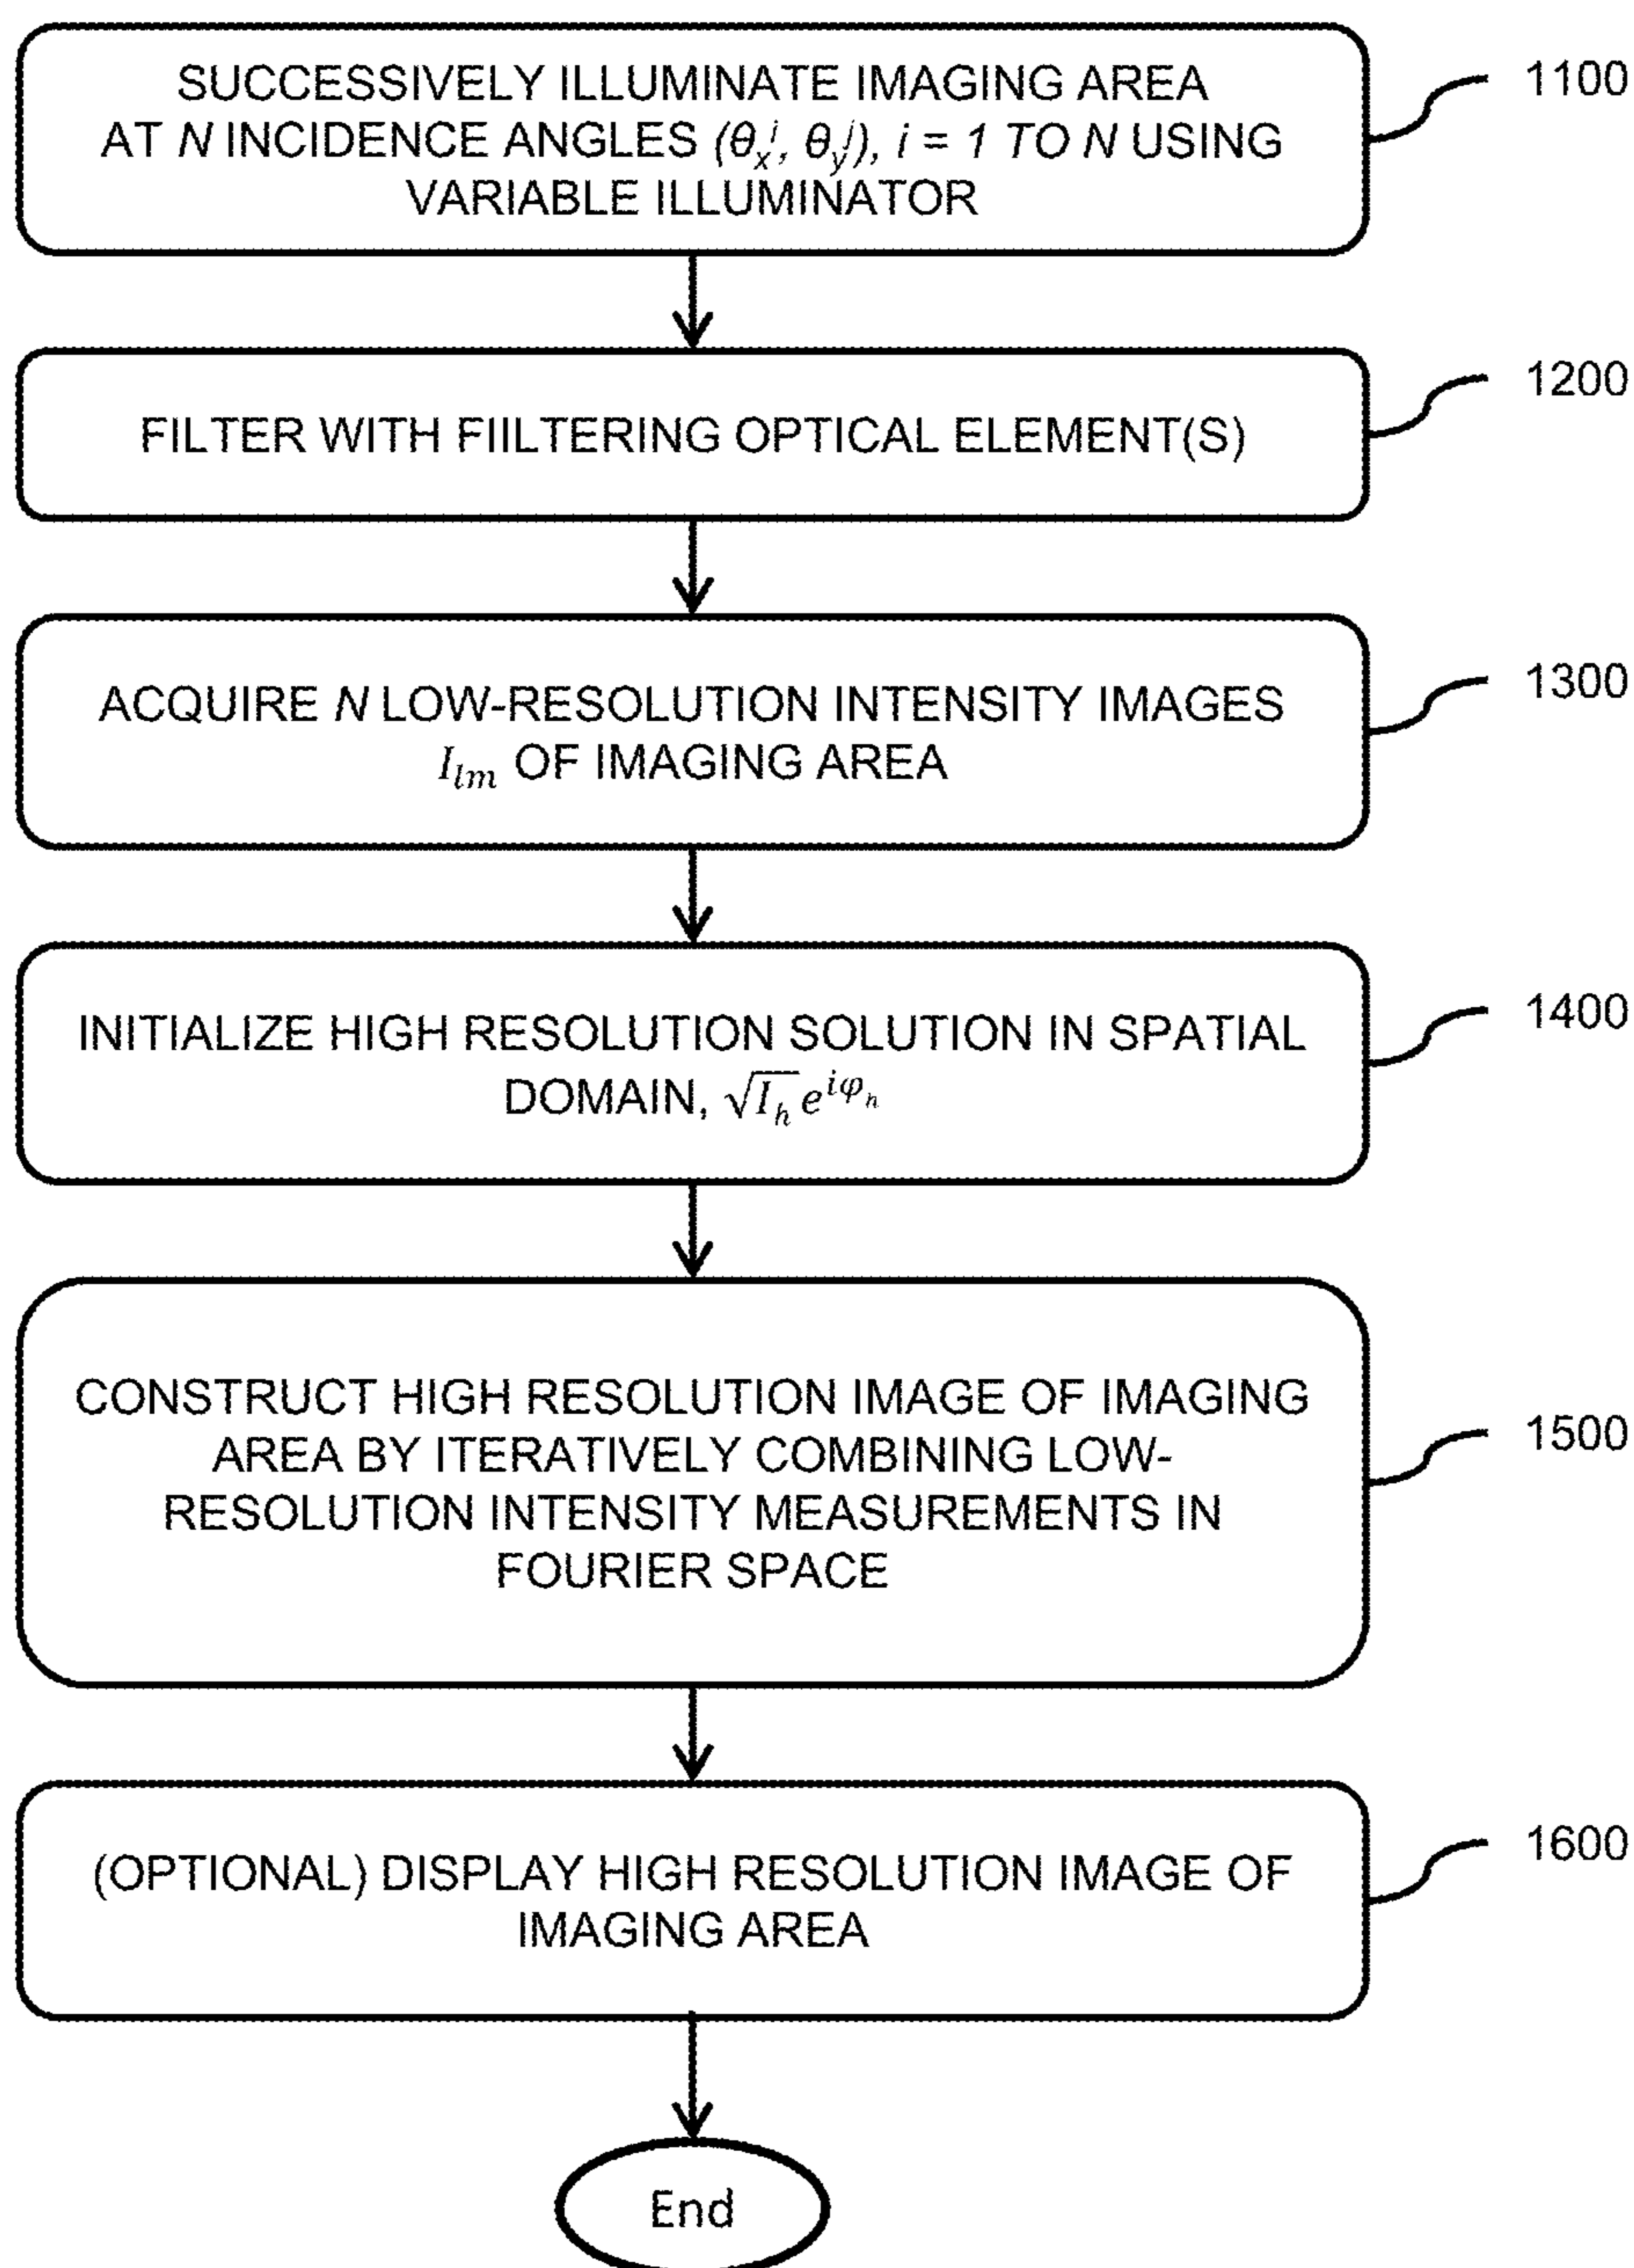 SUCCESSIVELY ILLUMINATE IMAGING AREA
AT N INCIDENCE ANGLES (θₓⁱ, θᵧⁱ), i = 1 TO N USING
VARIABLE ILLUMINATOR
1100
FILTER WITH FIILTERING OPTICAL ELEMENT(S)
1200
ACQUIRE N LOW-RESOLUTION INTENSITY IMAGES
Iₗₘ OF IMAGING AREA
1300
INITIALIZE HIGH RESOLUTION SOLUTION IN SPATIAL
DOMAIN, √Iₕ e^{iφₕ}
1400
CONSTRUCT HIGH RESOLUTION IMAGE OF IMAGING
AREA BY ITERATIVELY COMBINING LOW-
RESOLUTION INTENSITY MEASUREMENTS IN
FOURIER SPACE
1500
(OPTIONAL) DISPLAY HIGH RESOLUTION IMAGE OF
IMAGING AREA
1600
End